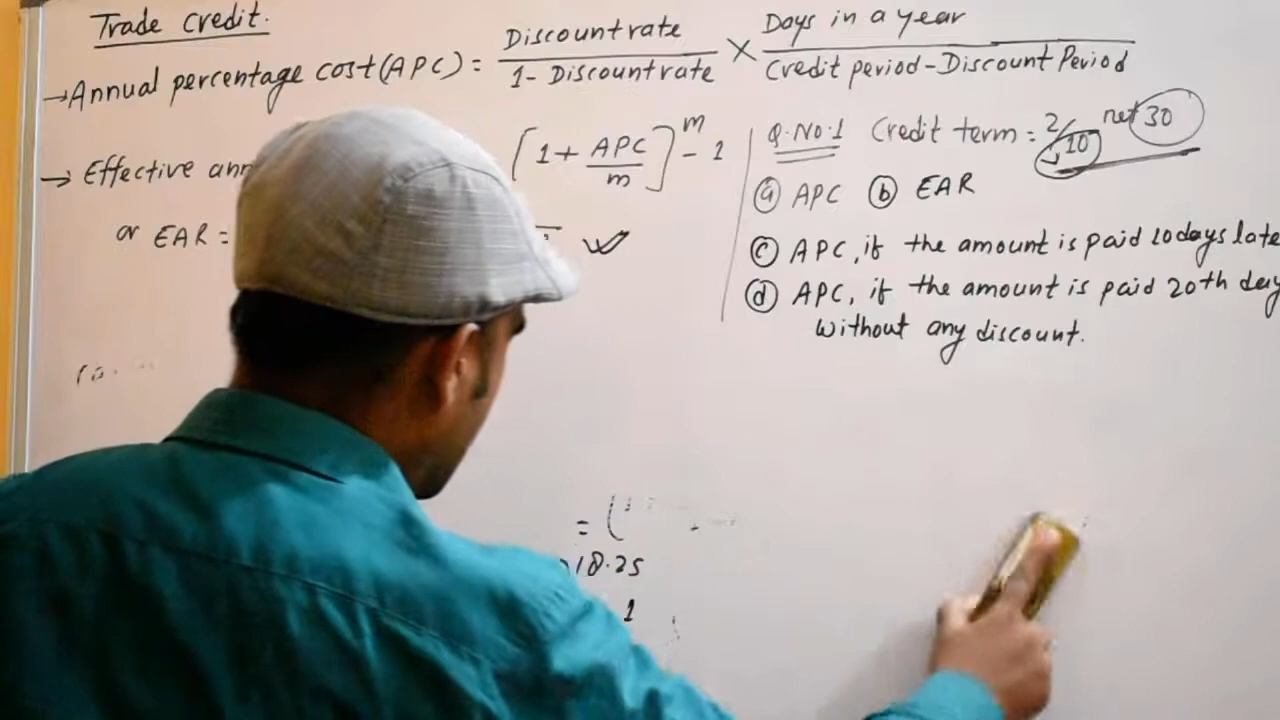 Trade Credit.
→Annual percentage cost(APC) = Discount rate / 1- Discount rate × Days in a year / Credit period-Discount Period
→ Effective ann [1+ APC/m]^m - 1
or EAR =
Q.No.1 Credit term = 2/10 net 30
ⓐ APC ⓑ EAR
ⓒ APC, if the amount is paid 10days late
ⓓ APC, if the amount is paid 20th day
without any discount.
= (
18.25
1